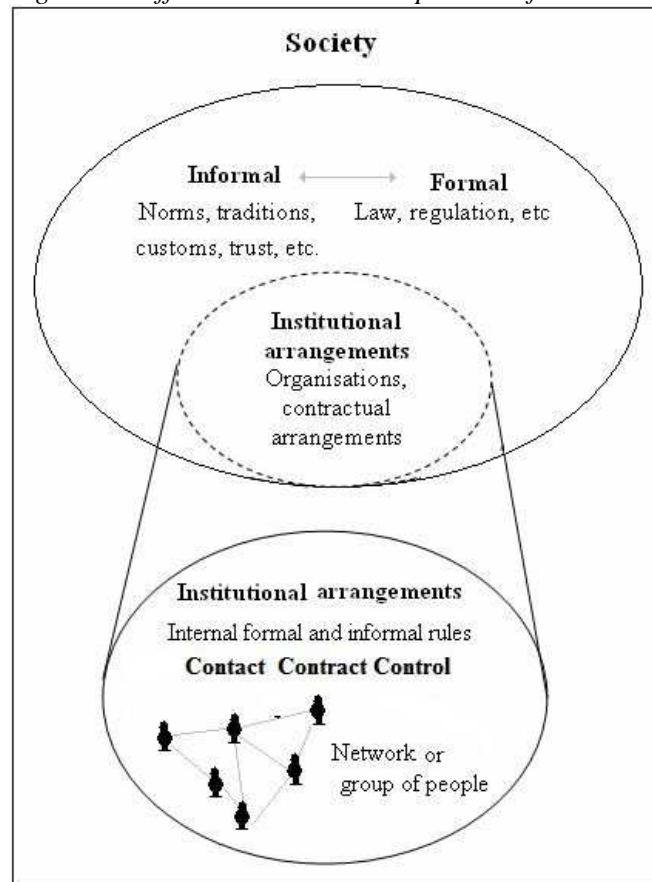 Society
Informal Formal
Norms, traditions, Law, regulation, etc
customs, trust, etc.
Institutional
arrangements
Organisations,
contractual
arrangements
Institutional arrangements
Internal formal and informal rules
Contact Contract Control
Network or
group of people